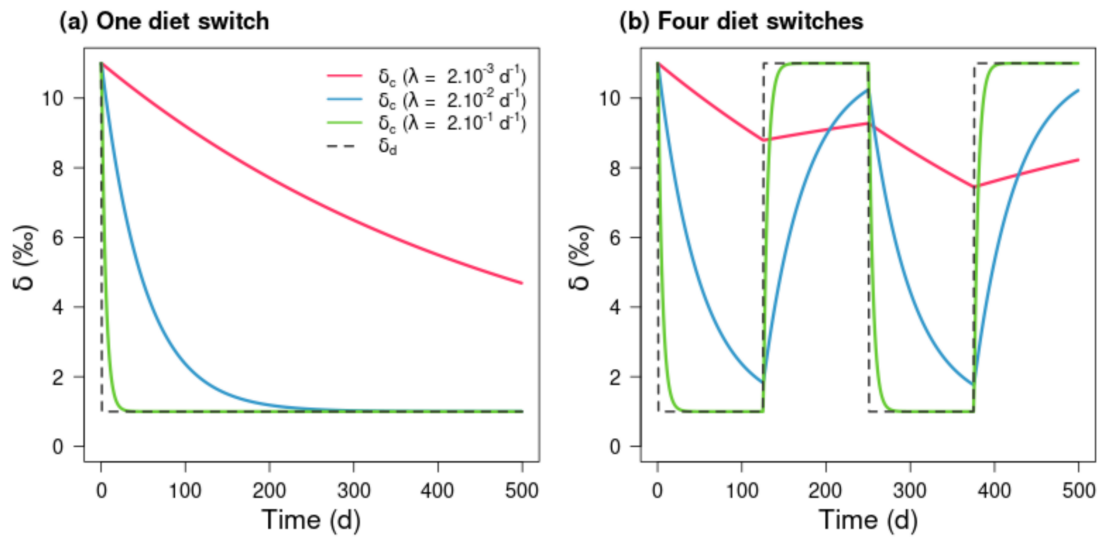 (a) One diet switch
δc (λ = 2.10⁻³ d⁻¹)
δc (λ = 2.10⁻² d⁻¹)
δc (λ = 2.10⁻¹ d⁻¹)
δd
δ (‰)
10
8
6
4
2
0
0 100 200 300 400 500
Time (d)
(b) Four diet switches
δ (‰)
10
8
6
4
2
0
0 100 200 300 400 500
Time (d)